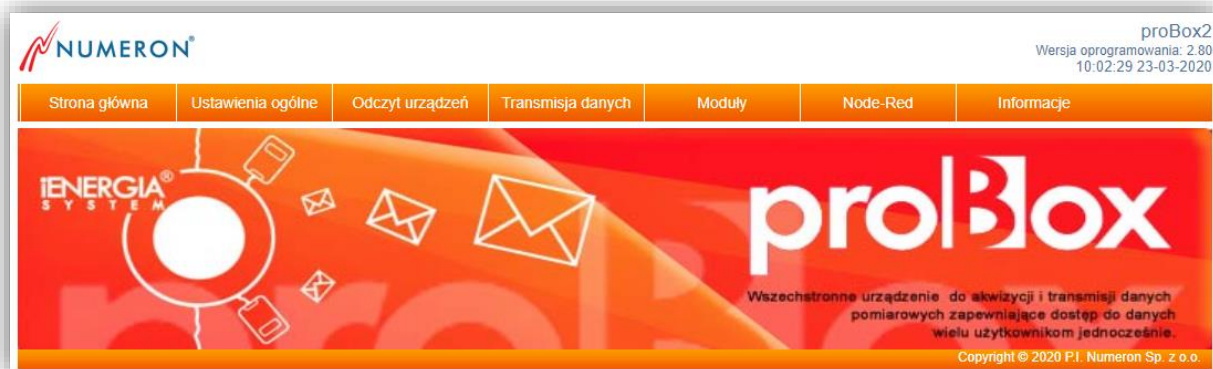 NUMERON®
proBox2
Wersja oprogramowania: 2.80
10:02:29 23-03-2020
Strona główna Ustawienia ogólne Odczyt urządzeń Transmisja danych Moduły Node-Red Informacje
iENERGIA®
SYSTEM
proBox
Wszechstronne urządzenie do akwizycji i transmisji danych
pomiarowych zapewniające dostęp do danych
wielu użytkownikom jednocześnie.
proBox
Copyright © 2020 P.I. Numeron Sp. z o.o.